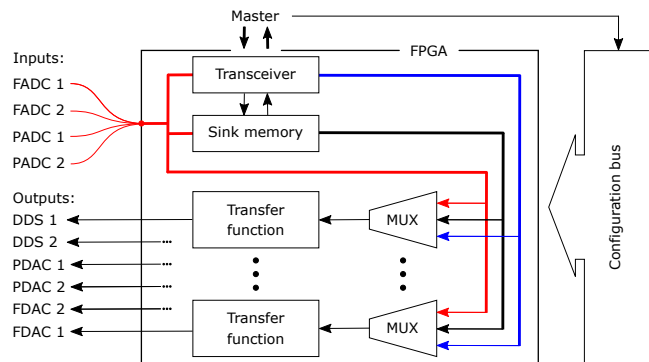 Master
FPGA
Inputs:
FADC 1
FADC 2
PADC 1
PADC 2
Transceiver
Sink memory
Configuration bus
Outputs:
DDS 1
DDS 2
PDAC 1
PDAC 2
FDAC 2
FDAC 1
Transfer
function
MUX
Transfer
function
MUX